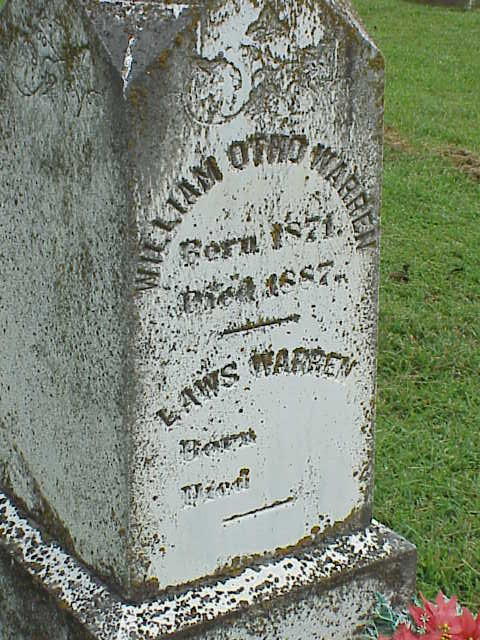 WILLIAM OTHO WARREN
Born 1871.
Died 1887.
LAWS WARREN
Born
Died